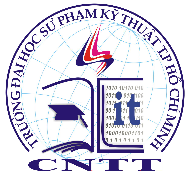 TRƯỜNG ĐẠI HỌC SƯ PHẠM KỸ THUẬT TP HỒ CHÍ MINH
it
CNTT